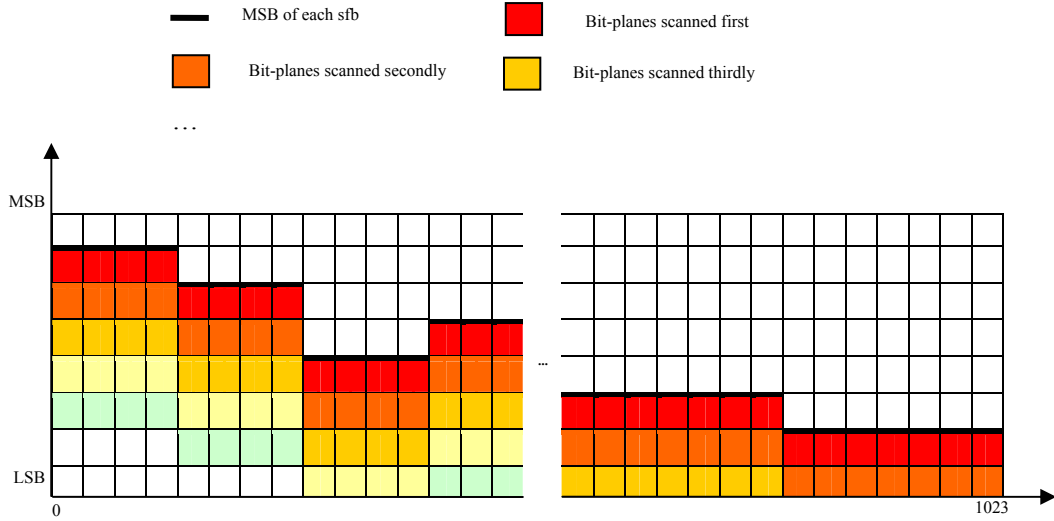 MSB of each sfb
Bit-planes scanned first
Bit-planes scanned secondly
Bit-planes scanned thirdly
...
MSB
...
LSB
0
1023